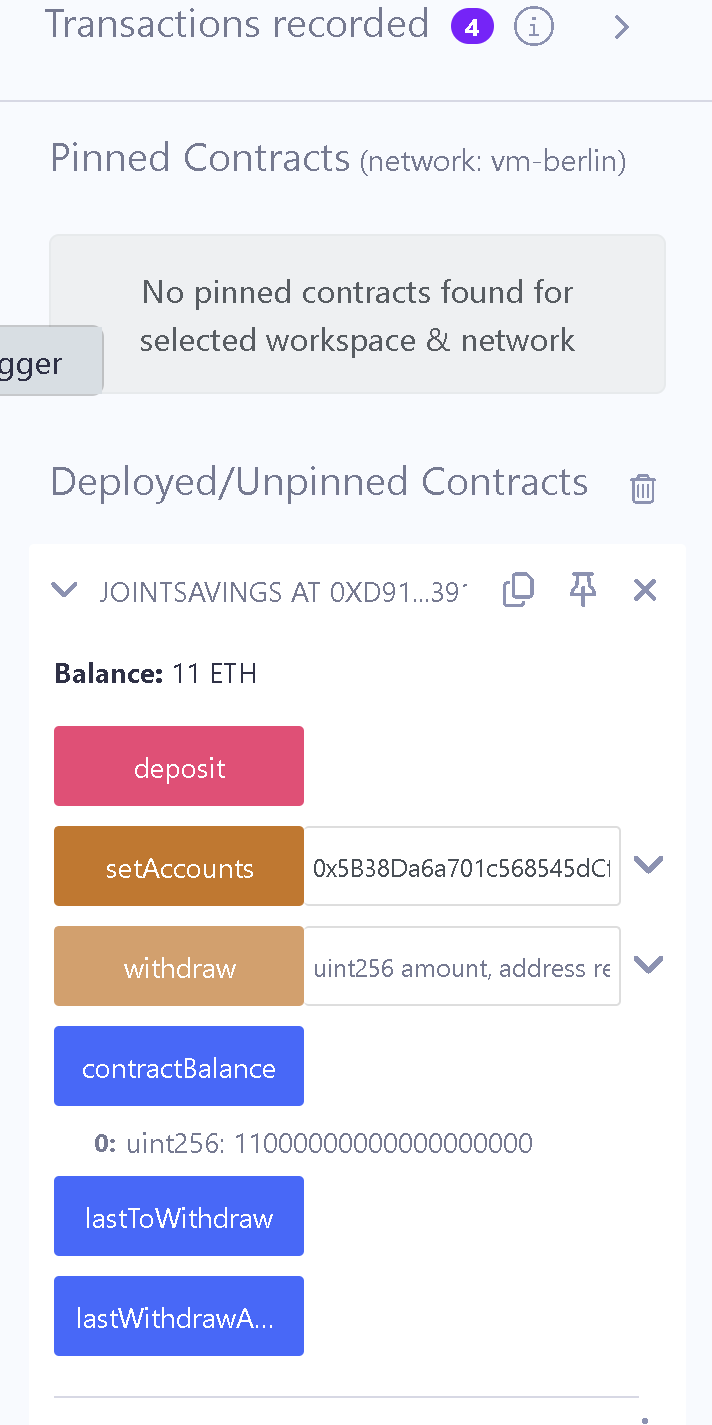 Transactions recorded 4 i
Pinned Contracts (network: vm-berlin)
No pinned contracts found for
selected workspace & network
gger
Deployed/Unpinned Contracts
JOINTSAVINGS AT 0XD91...391
Balance: 11 ETH
deposit
setAccounts 0x5B38Da6a701c568545dCf
withdraw uint256 amount, address re
contractBalance
0: uint256: 11000000000000000000
lastToWithdraw
lastWithdrawA...